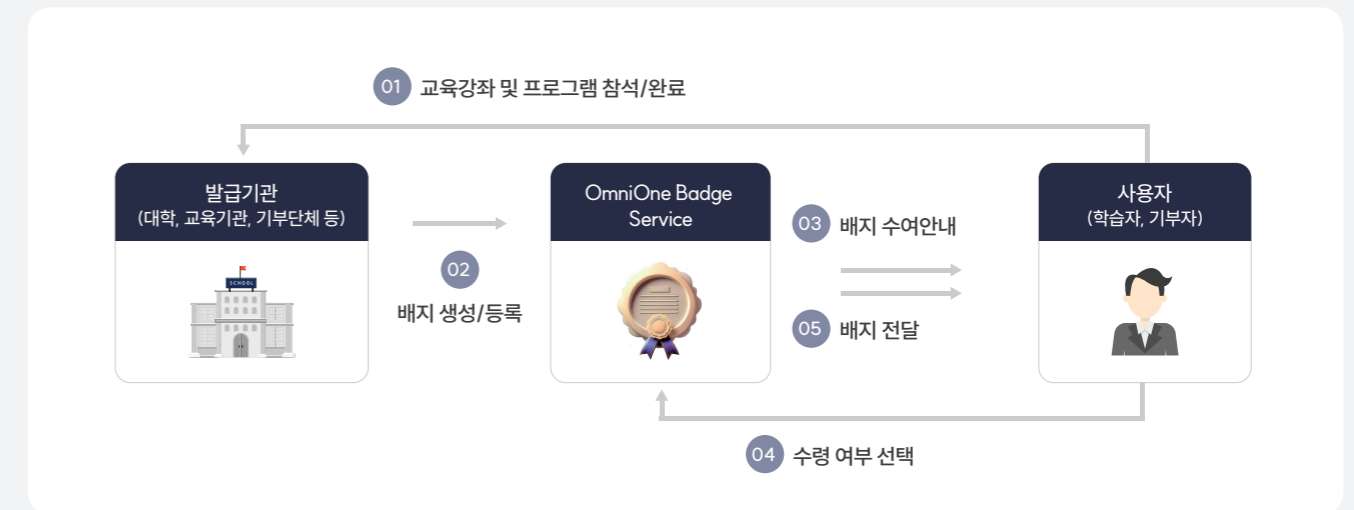 01 교육강좌 및 프로그램 참석/완료
발급기관
(대학, 교육기관, 기부단체 등)
SCHOOL
02
배지 생성/등록
OmniOne Badge
Service
03 배지 수여안내
05 배지 전달
사용자
(학습자, 기부자)
04 수령 여부 선택